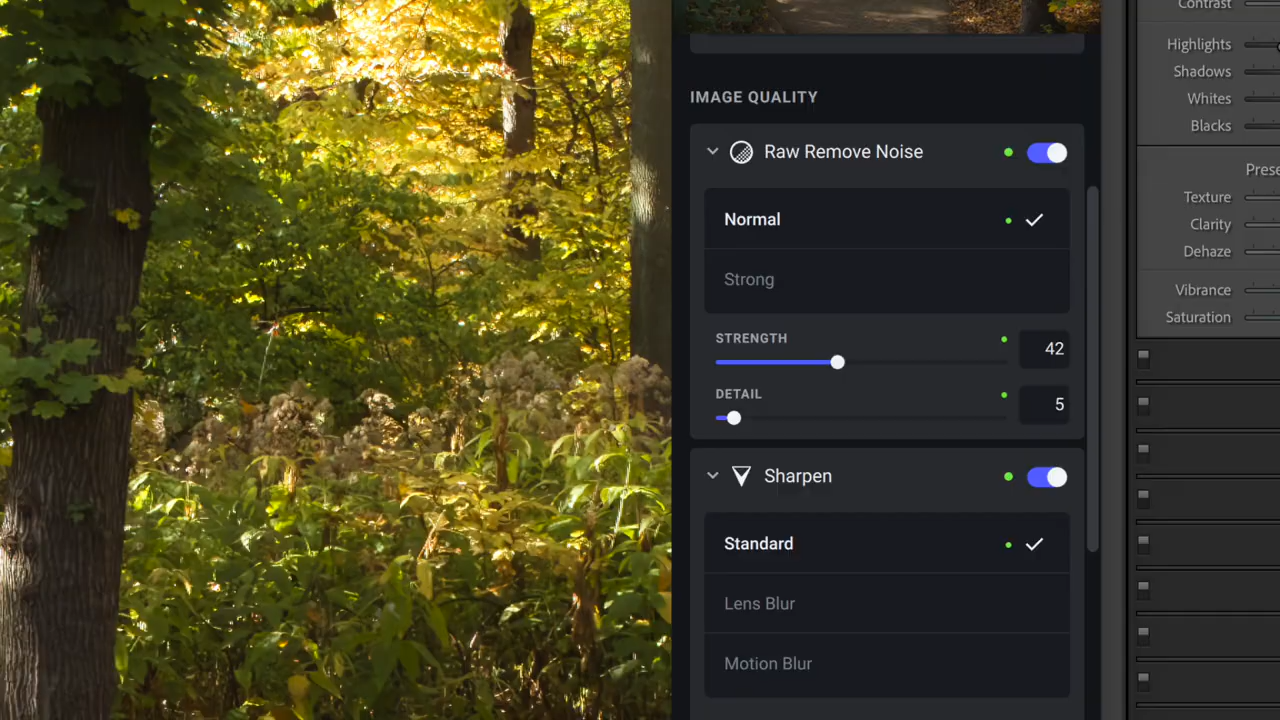 IMAGE QUALITY
Raw Remove Noise
Normal
Strong
STRENGTH
42
DETAIL
5
Sharpen
Standard
Lens Blur
Motion Blur
Contrast
Highlights
Shadows
Whites
Blacks
Prese
Texture
Clarity
Dehaze
Vibrance
Saturation